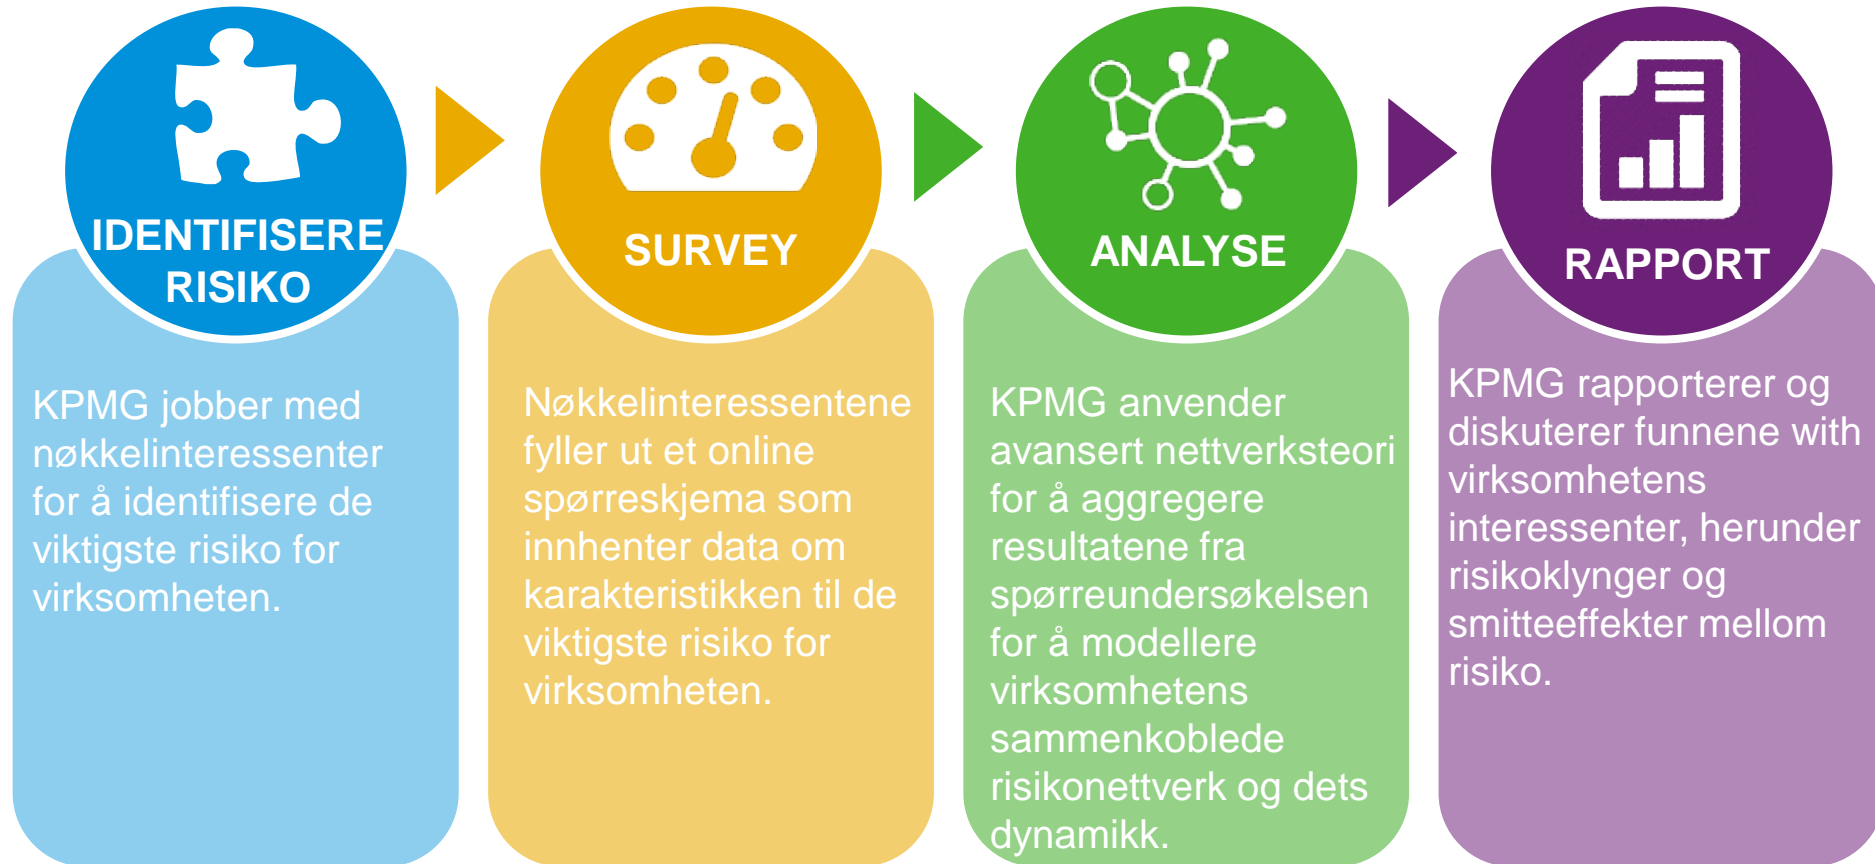 IDENTIFISERE
RISIKO
KPMG jobber med
nøkkelinteressenter
for å identifisere de
viktigste risiko for
virksomheten.
SURVEY
Nøkkelinteressentene
fyller ut et online
spørreskjema som
innhenter data om
karakteristikken til de
viktigste risiko for
virksomheten.
ANALYSE
KPMG anvender
avansert nettverksteori
for å aggregere
resultatene fra
spørreundersøkelsen
for å modellere
virksomhetens
sammenkoblede
risikonettverk og dets
dynamikk.
RAPPORT
KPMG rapporterer og
diskuterer funnene with
virksomhetens
interessenter, herunder
risikoklynger og
smitteeffekter mellom
risiko.